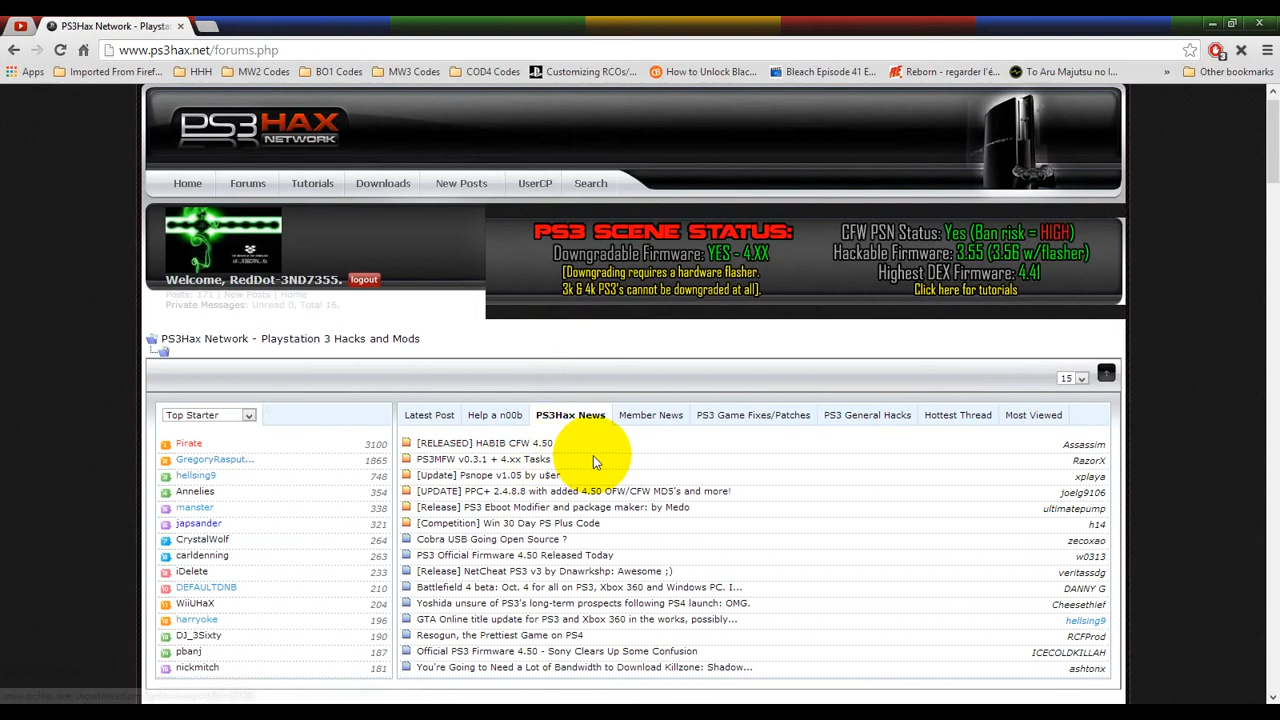 PS3Hax Network - Playsta
www.ps3hax.net/forums.php
Apps Imported From Firef... HHH MW2 Codes BO1 Codes MW3 Codes COD4 Codes Customizing RCOs/... How to Unlock Blac... Bleach Episode 41 E... Reborn - regarder l'é... To Aru Majutsu no I... » Other bookmarks
PS3HAX
NETWORK
Home Forums Tutorials Downloads New Posts UserCP Search
PS3 SCENE STATUS:
Downgradable Firmware: YES - 4.XX
[Downgrading requires a hardware flasher.
3k & 4k PS3's cannot be downgraded at all].
CFW PSN Status: Yes (Ban risk = HIGH)
Hackable Firmware: 3.55 (3.56 w/flasher)
Highest DEX Firmware: 4.41
Click here for tutorials
Welcome, RedDot-3ND7355. logout
Posts: 171 | New Posts | Home
Private Messages: Unread 0, Total 16.
PS3Hax Network - Playstation 3 Hacks and Mods
15
Top Starter
Latest Post Help a n00b PS3Hax News Member News PS3 Game Fixes/Patches PS3 General Hacks Hottest Thread Most Viewed
Pirate 3100 [RELEASED] HABIB CFW 4.50 Assassim
GregoryRasput... 1865 PS3MFW v0.3.1 + 4.xx Tasks RazorX
hellsing9 748 [Update] Psnope v1.05 by u$er xplaya
Annelies 354 [UPDATE] PPC+ 2.4.8.8 with added 4.50 OFW/CFW MD5's and more! joelg9106
manster 338 [Release] PS3 Eboot Modifier and package maker: by Medo ultimatepump
japsander 263 [Competition] Win 30 Day PS Plus Code h14
CrystalWolf 264 Cobra USB Going Open Source ? zecoxao
carldenning 263 PS3 Official Firmware 4.50 Released Today w0313
iDelete 233 [Release] NetCheat PS3 v3 by Dnawrkshp: Awesome ;) veritassdg
DEFAULTDNB 210 Battlefield 4 beta: Oct. 4 for all on PS3, Xbox 360 and Windows PC. I... DANNY G
WiiUHaX 204 Yoshida unsure of PS3's long-term prospects following PS4 launch: OMG. Cheesethief
harryoke 196 GTA Online title update for PS3 and Xbox 360 in the works, possibly... hellsing9
DJ_3Sixty 190 Resogun, the Prettiest Game on PS4 RCFProd
pbanj 187 Official PS3 Firmware 4.50 - Sony Clears Up Some Confusion ICECOLDKILLAH
nickmitch 181 You're Going to Need a Lot of Bandwidth to Download Killzone: Shadow... ashtonx